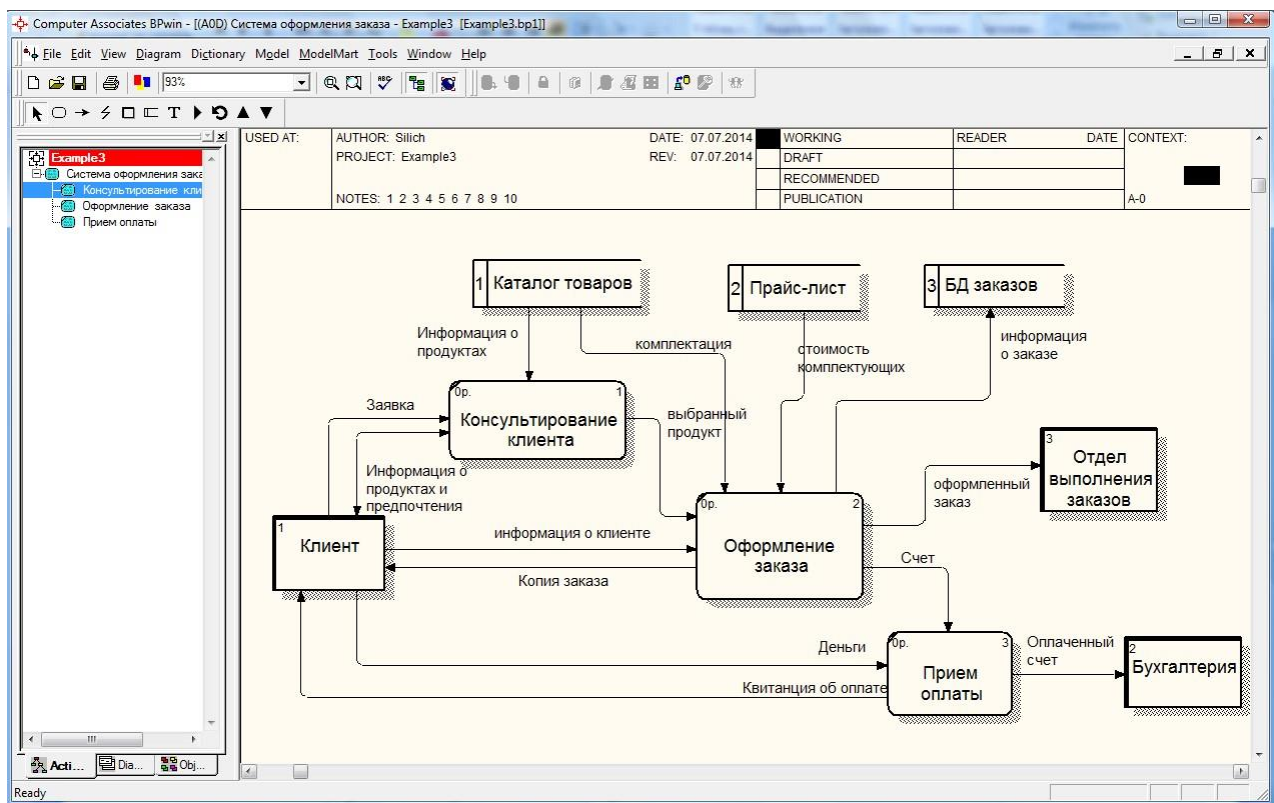 Computer Associates BPwin - [(A0D) Система оформления заказа - Example3 [Example3.bp1]]
File Edit View Diagram Dictionary Model ModelMart Tools Window Help
93%
USED AT:
AUTHOR: Silich
DATE: 07.07.2014
WORKING
READER
DATE
CONTEXT:
PROJECT: Example3
REV: 07.07.2014
DRAFT
RECOMMENDED
NOTES: 1 2 3 4 5 6 7 8 9 10
PUBLICATION
A-0
Example3
Система оформления зака
Консультирование кли
Оформление заказа
Прием оплаты
1 Каталог товаров
2 Прайс-лист
3 БД заказов
Информация о
продуктах
комплектация
стоимость
комплектующих
информация
о заказе
Заявка
0р. 1
Консультирование
клиента
выбранный
продукт
3
Отдел
выполнения
заказов
Информация о
продуктах и
предпочтения
оформленный
заказ
1
Клиент
информация о клиенте
Копия заказа
0р. 2
Оформление
заказа
Счет
Деньги
Квитанция об оплате
0р. 3
Прием
оплаты
Оплаченный
счет
2
Бухгалтерия
Acti... Dia... Obj...
Ready